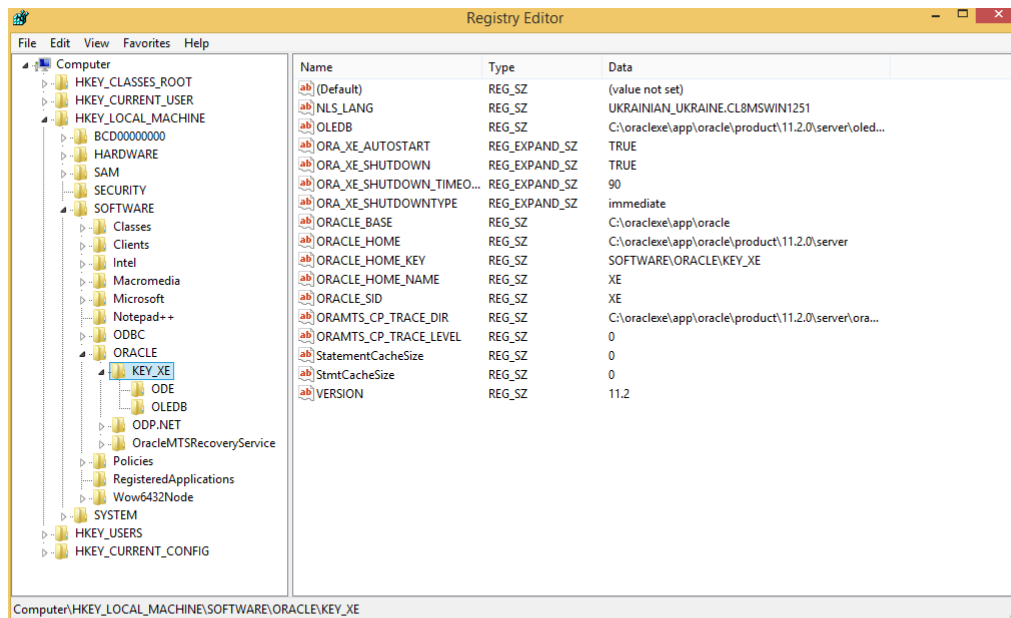 Registry Editor
File Edit View Favorites Help
Computer
HKEY_CLASSES_ROOT
HKEY_CURRENT_USER
HKEY_LOCAL_MACHINE
BCD00000000
HARDWARE
SAM
SECURITY
SOFTWARE
Classes
Clients
Intel
Macromedia
Microsoft
Notepad++
ODBC
ORACLE
KEY_XE
ODE
OLEDB
ODP.NET
OracleMTSRecoveryService
Policies
RegisteredApplications
Wow6432Node
SYSTEM
HKEY_USERS
HKEY_CURRENT_CONFIG
Name Type Data
(Default) REG_SZ (value not set)
NLS_LANG REG_SZ UKRAINIAN_UKRAINE.CL8MSWIN1251
OLEDB REG_SZ C:\oraclexe\app\oracle\product\11.2.0\server\oled...
ORA_XE_AUTOSTART REG_EXPAND_SZ TRUE
ORA_XE_SHUTDOWN REG_EXPAND_SZ TRUE
ORA_XE_SHUTDOWN_TIMEO... REG_EXPAND_SZ 90
ORA_XE_SHUTDOWNTYPE REG_EXPAND_SZ immediate
ORACLE_BASE REG_SZ C:\oraclexe\app\oracle
ORACLE_HOME REG_SZ C:\oraclexe\app\oracle\product\11.2.0\server
ORACLE_HOME_KEY REG_SZ SOFTWARE\ORACLE\KEY_XE
ORACLE_HOME_NAME REG_SZ XE
ORACLE_SID REG_SZ XE
ORAMTS_CP_TRACE_DIR REG_SZ C:\oraclexe\app\oracle\product\11.2.0\server\ora...
ORAMTS_CP_TRACE_LEVEL REG_SZ 0
StatementCacheSize REG_SZ 0
StmtCacheSize REG_SZ 0
VERSION REG_SZ 11.2
Computer\HKEY_LOCAL_MACHINE\SOFTWARE\ORACLE\KEY_XE